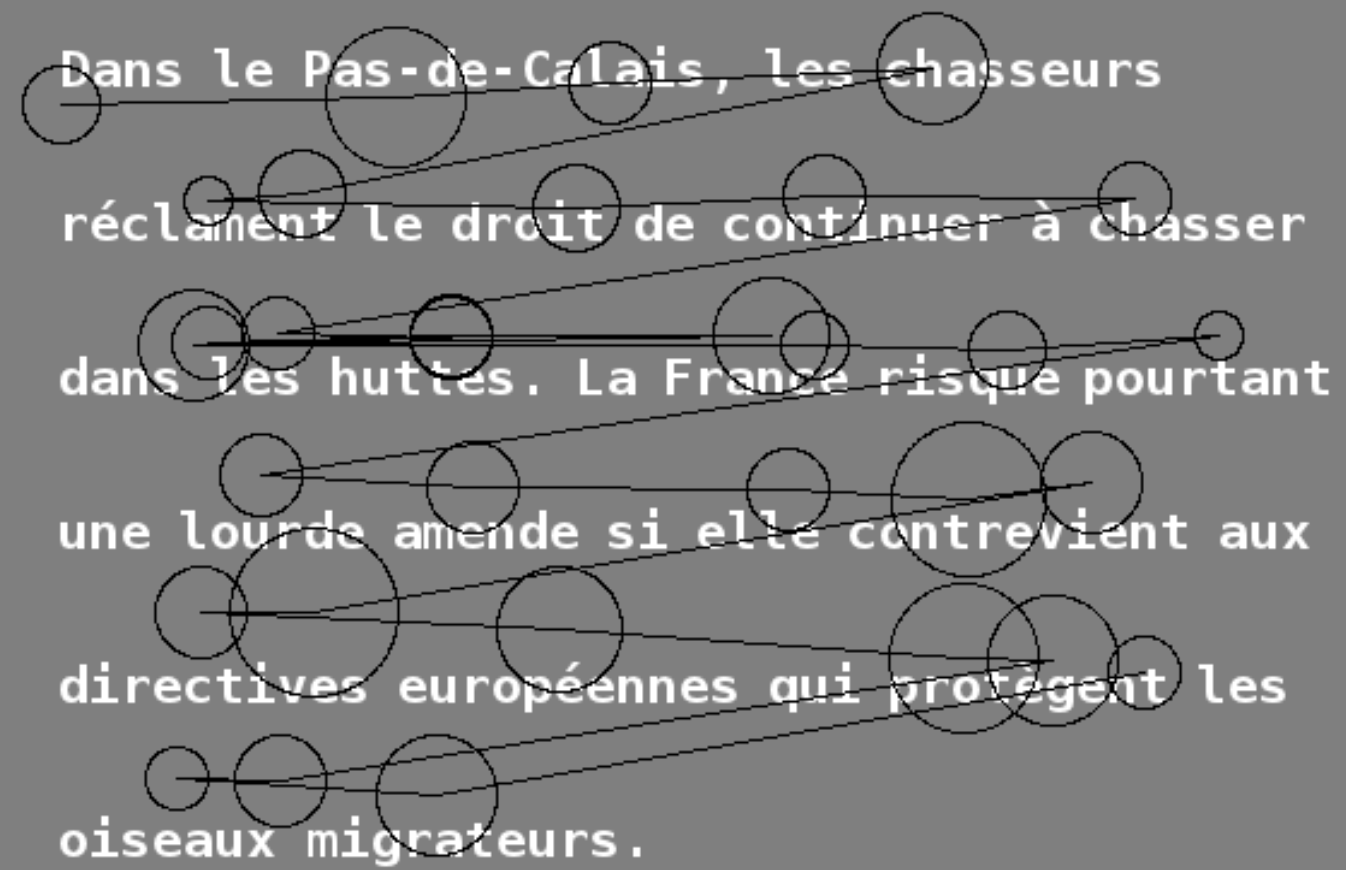 Dans le Pas-de-Calais, les chasseurs
réclament le droit de continuer à chasser
dans les huttes. La France risque pourtant
une lourde amende si elle contrevient aux
directives européennes qui protègent les
oiseaux migrateurs.